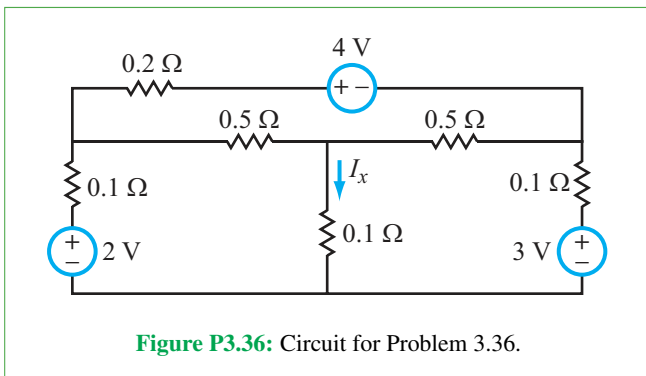 4 V
0.2 Ω
+ −
0.5 Ω
0.5 Ω
Iₓ
0.1 Ω
0.1 Ω
0.1 Ω
+
−
2 V
3 V
+
−
Figure P3.36: Circuit for Problem 3.36.